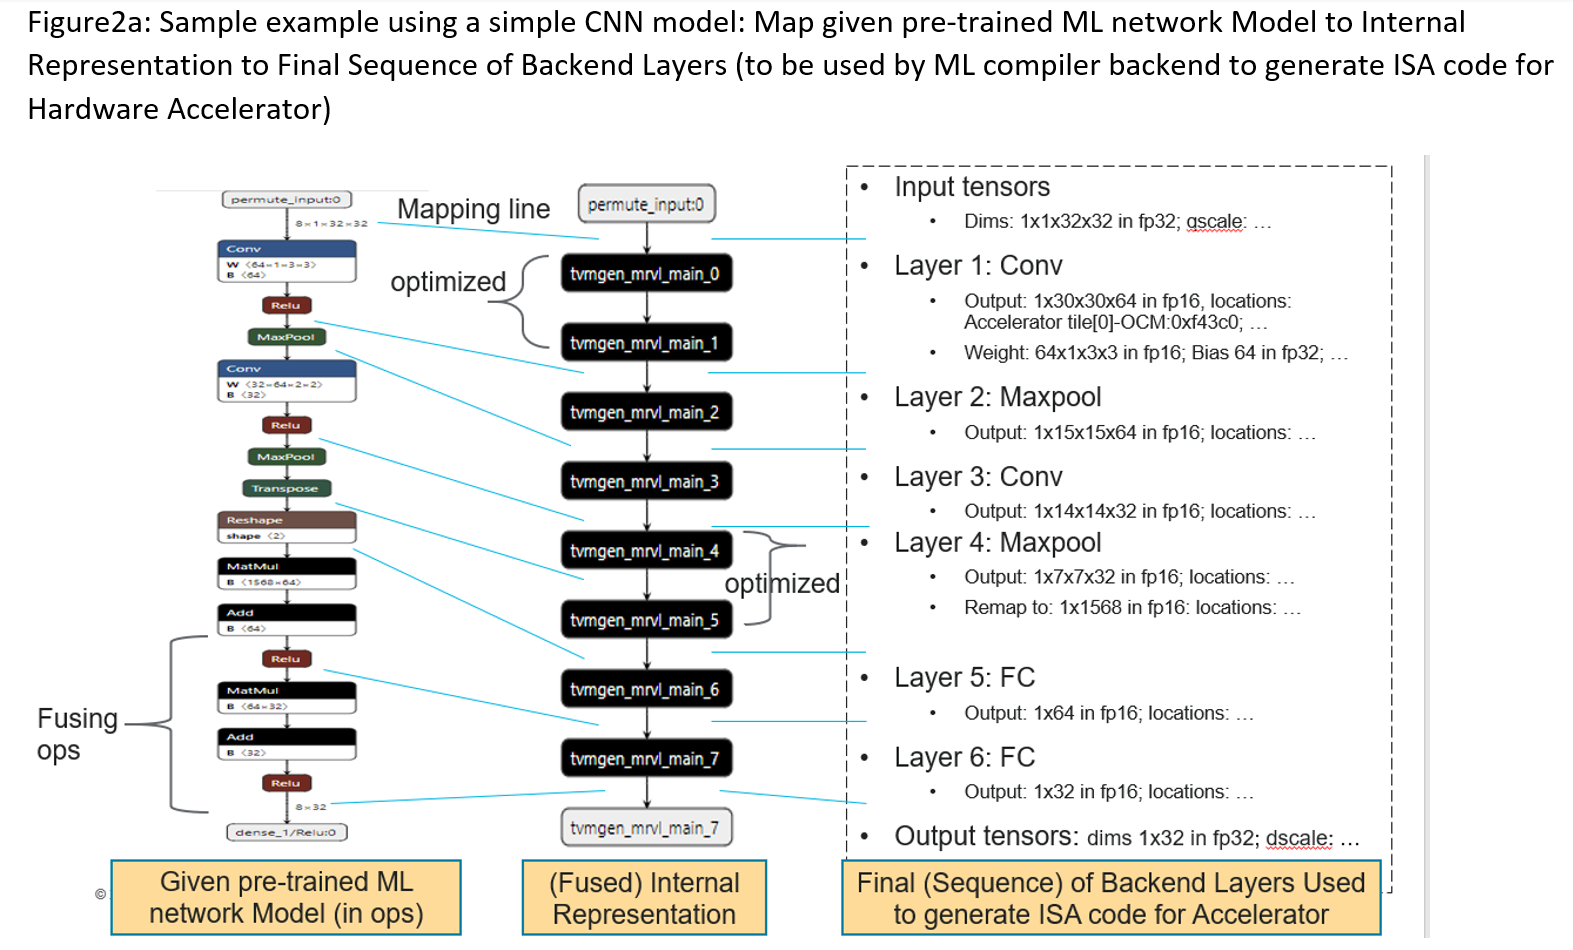 Figure2a: Sample example using a simple CNN model: Map given pre-trained ML network Model to Internal
Representation to Final Sequence of Backend Layers (to be used by ML compiler backend to generate ISA code for
Hardware Accelerator)
permute_input:0
8×1×32×32
Conv
W ⟨64×1×3×3⟩
B ⟨64⟩
Relu
MaxPool
Conv
W ⟨32×64×2×2⟩
B ⟨32⟩
Relu
MaxPool
Transpose
Reshape
shape ⟨2⟩
MatMul
B ⟨1568×64⟩
Add
B ⟨64⟩
Relu
MatMul
B ⟨64×32⟩
Add
B ⟨32⟩
Relu
8×32
dense_1/Relu:0
Fusing
ops
Mapping line
optimized
permute_input:0
tvmgen_mrvl_main_0
tvmgen_mrvl_main_1
tvmgen_mrvl_main_2
tvmgen_mrvl_main_3
tvmgen_mrvl_main_4
tvmgen_mrvl_main_5
tvmgen_mrvl_main_6
tvmgen_mrvl_main_7
tvmgen_mrvl_main_7
optimized
• Input tensors
• Dims: 1x1x32x32 in fp32; qscale: …
• Layer 1: Conv
• Output: 1x30x30x64 in fp16, locations:
Accelerator tile[0]-OCM:0xf43c0; …
• Weight: 64x1x3x3 in fp16; Bias 64 in fp32; …
• Layer 2: Maxpool
• Output: 1x15x15x64 in fp16; locations: …
• Layer 3: Conv
• Output: 1x14x14x32 in fp16; locations: …
• Layer 4: Maxpool
• Output: 1x7x7x32 in fp16; locations: …
• Remap to: 1x1568 in fp16: locations: …
• Layer 5: FC
• Output: 1x64 in fp16; locations: …
• Layer 6: FC
• Output: 1x32 in fp16; locations: …
• Output tensors: dims 1x32 in fp32; dscale: …
©
Given pre-trained ML
network Model (in ops)
(Fused) Internal
Representation
Final (Sequence) of Backend Layers Used
to generate ISA code for Accelerator